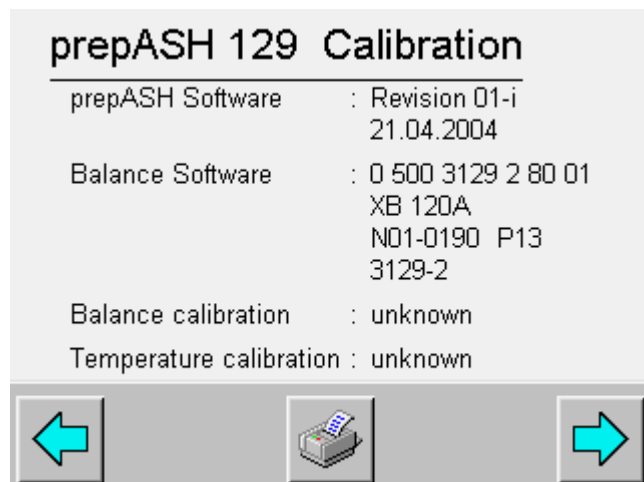 prepASH 129 Calibration
prepASH Software : Revision 01-i
21.04.2004
Balance Software : 0 500 3129 2 80 01
XB 120A
N01-0190 P13
3129-2
Balance calibration : unknown
Temperature calibration : unknown